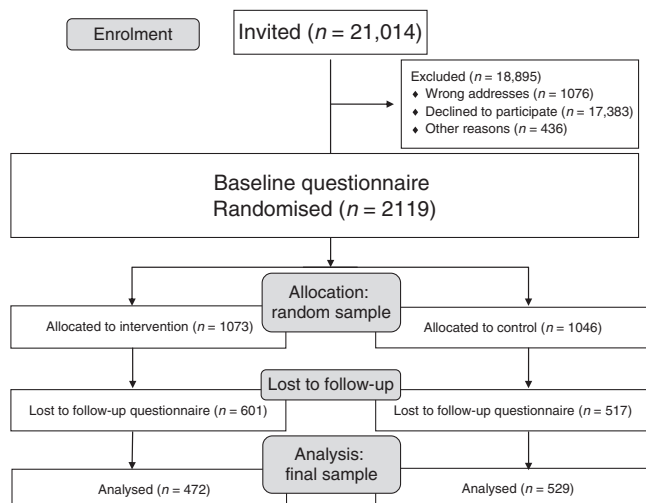 Enrolment
Invited (n = 21,014)
Excluded (n = 18,895)
♦ Wrong addresses (n = 1076)
♦ Declined to participate (n = 17,383)
♦ Other reasons (n = 436)
Baseline questionnaire
Randomised (n = 2119)
Allocation:
random sample
Allocated to intervention (n = 1073)
Allocated to control (n = 1046)
Lost to follow-up
Lost to follow-up questionnaire (n = 601)
Lost to follow-up questionnaire (n = 517)
Analysis:
final sample
Analysed (n = 472)
Analysed (n = 529)